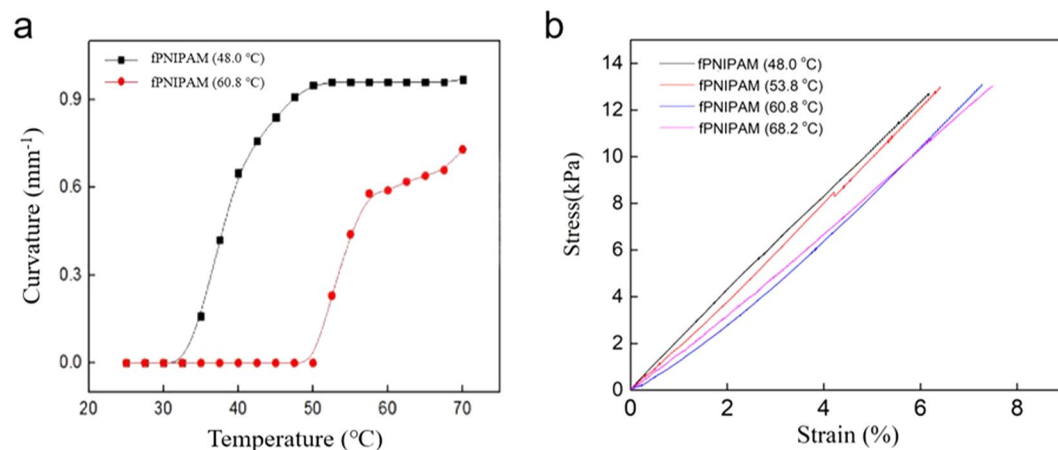 a
fPNIPAM (48.0 °C)
fPNIPAM (60.8 °C)
0.9
0.6
0.3
0.0
Curvature (mm⁻¹)
20 30 40 50 60 70
Temperature (°C)
b
14
12
10
8
6
4
2
0
fPNIPAM (48.0 °C)
fPNIPAM (53.8 °C)
fPNIPAM (60.8 °C)
fPNIPAM (68.2 °C)
Stress(kPa)
0 2 4 6 8
Strain (%)